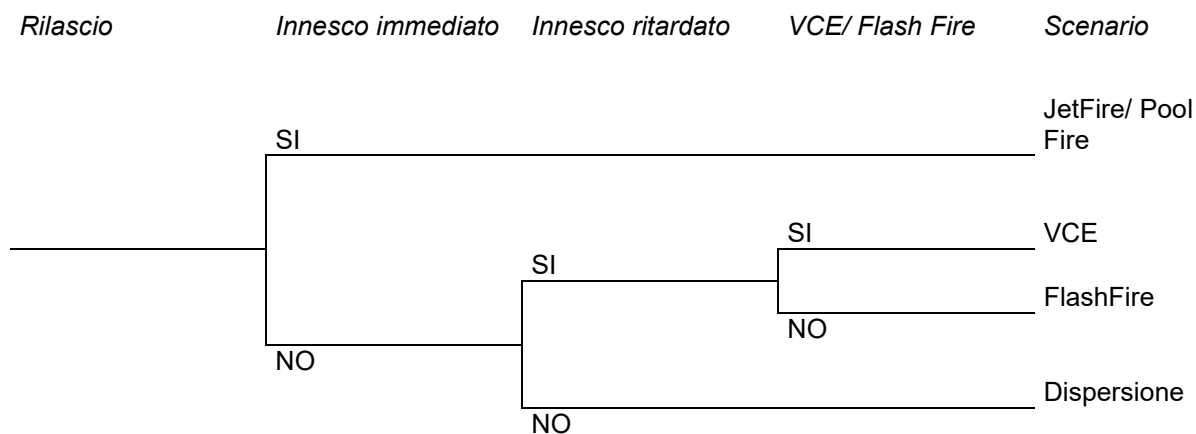 Rilascio Innesco immediato Innesco ritardato VCE/ Flash Fire Scenario
JetFire/ Pool
Fire
SI
SI
VCE
SI
FlashFire
NO
NO
Dispersione
NO